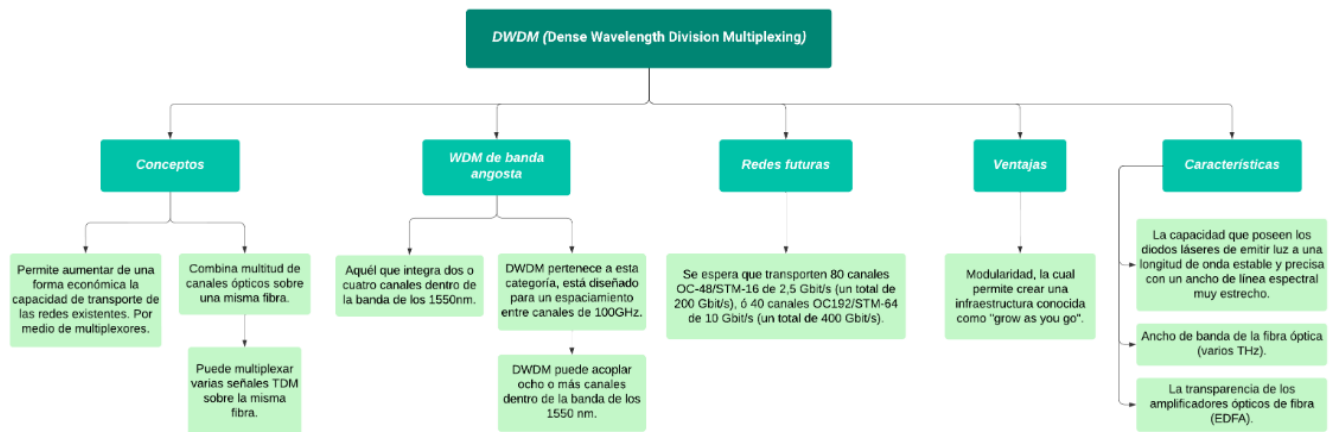 DWDM (Dense Wavelength Division Multiplexing)
Conceptos
WDM de banda
angosta
Redes futuras
Ventajas
Características
Permite aumentar de una
forma económica la
capacidad de transporte de
las redes existentes. Por
medio de multiplexores.
Combina multitud de
canales ópticos sobre
una misma fibra.
Puede multiplexar
varias señales TDM
sobre la misma
fibra.
Aquél que integra dos o
cuatro canales dentro de
la banda de los 1550nm.
DWDM pertenece a esta
categoría, está diseñado
para un espaciamiento
entre canales de 100GHz.
DWDM puede acoplar
ocho o más canales
dentro de la banda de los
1550 nm.
Se espera que transporten 80 canales
OC-48/STM-16 de 2,5 Gbit/s (un total de
200 Gbit/s), ó 40 canales OC192/STM-64
de 10 Gbit/s (un total de 400 Gbit/s).
Modularidad, la cual
permite crear una
infraestructura conocida
como "grow as you go".
La capacidad que poseen los
diodos láseres de emitir luz a una
longitud de onda estable y precisa
con un ancho de línea espectral
muy estrecho.
Ancho de banda de la fibra óptica
(varios THz).
La transparencia de los
amplificadores ópticos de fibra
(EDFA).